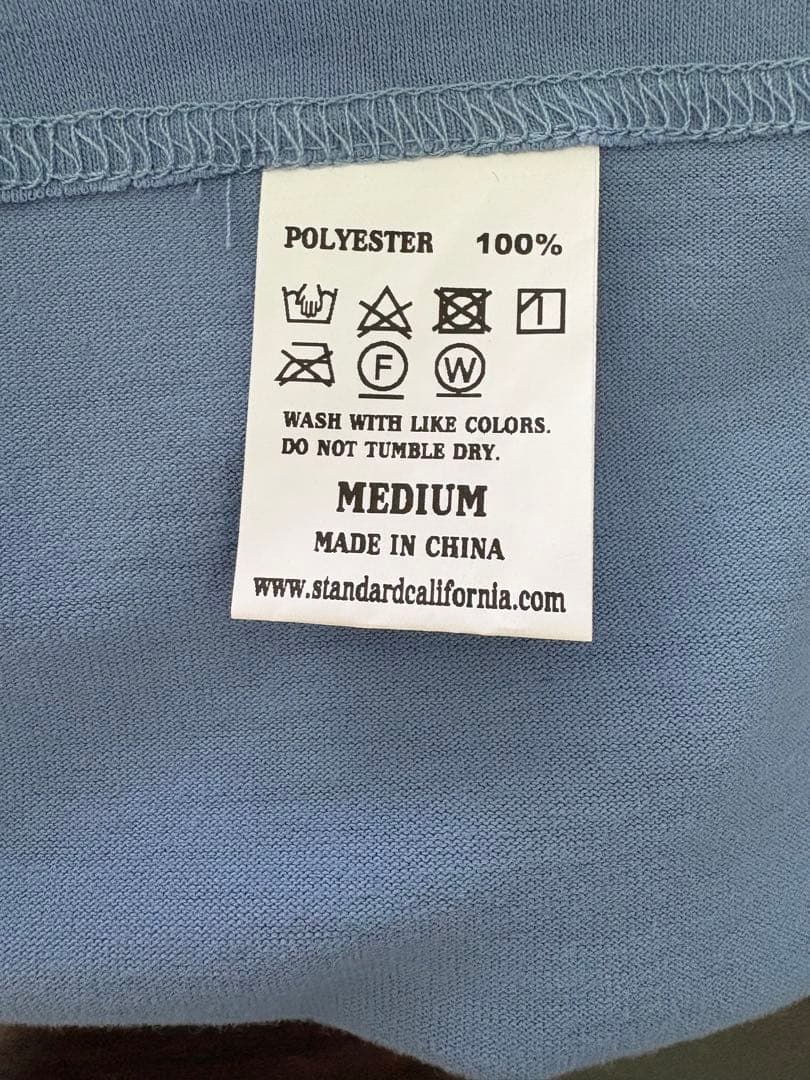 POLYESTER 100%
F W
WASH WITH LIKE COLORS.
DO NOT TUMBLE DRY.
MEDIUM
MADE IN CHINA
www.standardcalifornia.com